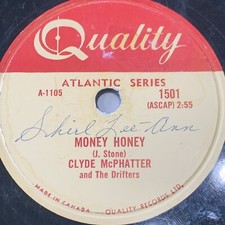 Quality
ATLANTIC SERIES
A-1105
1501
(ASCAP) 2:55
Shirl Lee-Ann
MONEY HONEY
(J. Stone)
CLYDE McPHATTER
and The Drifters
MADE IN CANADA QUALITY RECORDS LTD.